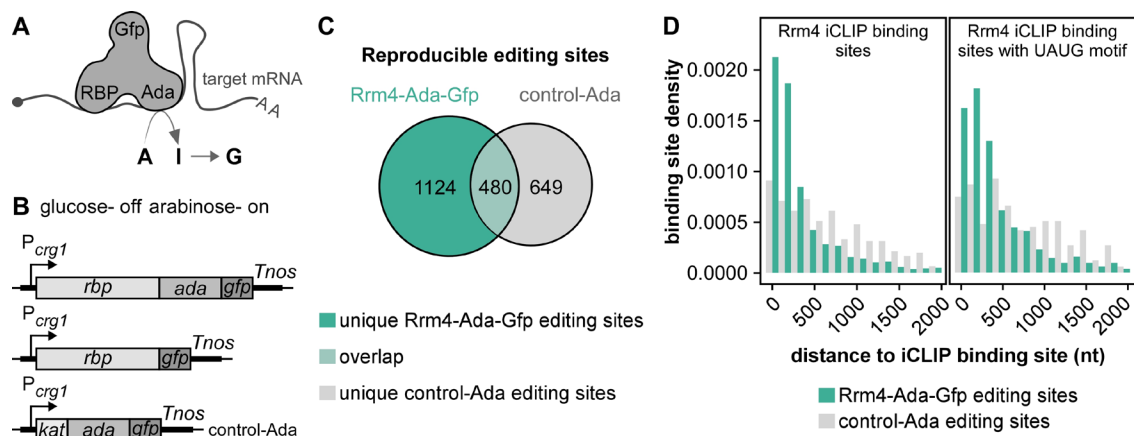 A
Gfp
RBP
Ada
target mRNA
AA
A I G
B glucose- off arabinose- on
Pcrg1
Tnos
rbp ada gfp
Pcrg1
Tnos
rbp gfp
Pcrg1
Tnos
kat ada gfp control-Ada
C
Reproducible editing sites
Rrm4-Ada-Gfp control-Ada
1124 480 649
unique Rrm4-Ada-Gfp editing sites
overlap
unique control-Ada editing sites
D
Rrm4 iCLIP binding
sites
Rrm4 iCLIP binding
sites with UAUG motif
binding site density
0.0020
0.0015
0.0010
0.0005
0.0000
0 500 1000 1500 2000 0 500 1000 1500 2000
distance to iCLIP binding site (nt)
Rrm4-Ada-Gfp editing sites
control-Ada editing sites